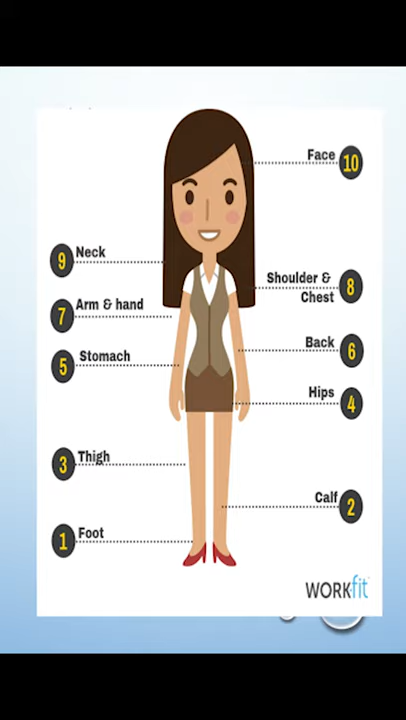 Face 10
9 Neck
Shoulder &
Chest 8
7 Arm & hand
Back 6
5 Stomach
Hips 4
3 Thigh
Calf 2
1 Foot
WORKfit